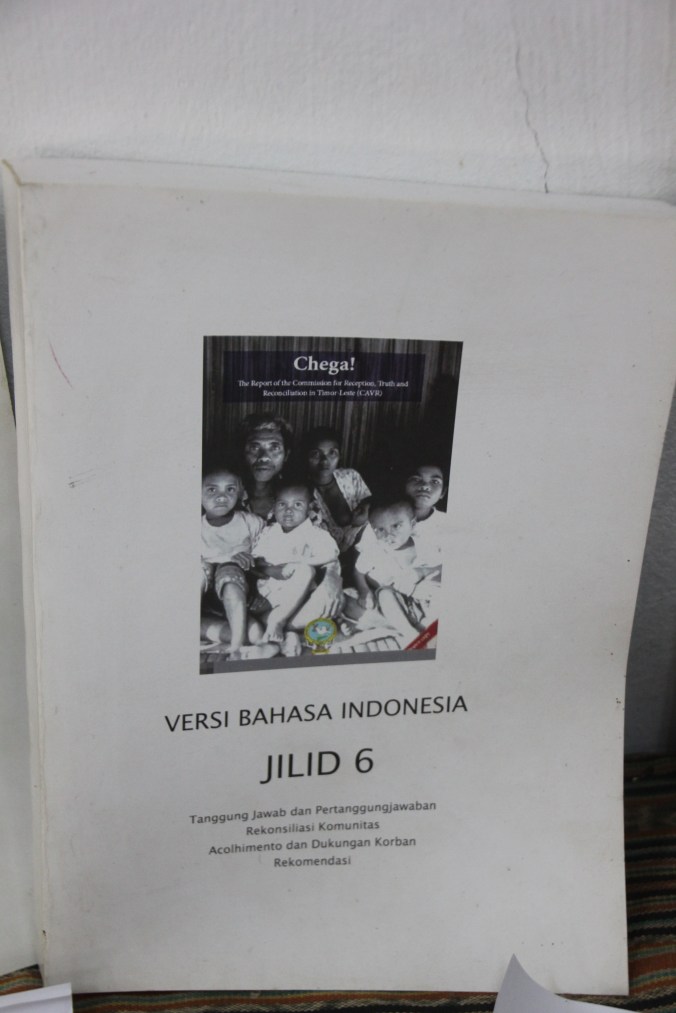 Chega!
The Report of the Commission for Reception, Truth and
Reconciliation in Timor-Leste (CAVR)
VERSI BAHASA INDONESIA
JILID 6
Tanggung Jawab dan Pertanggungjawaban
Rekonsiliasi Komunitas
Acolhimento dan Dukungan Korban
Rekomendasi